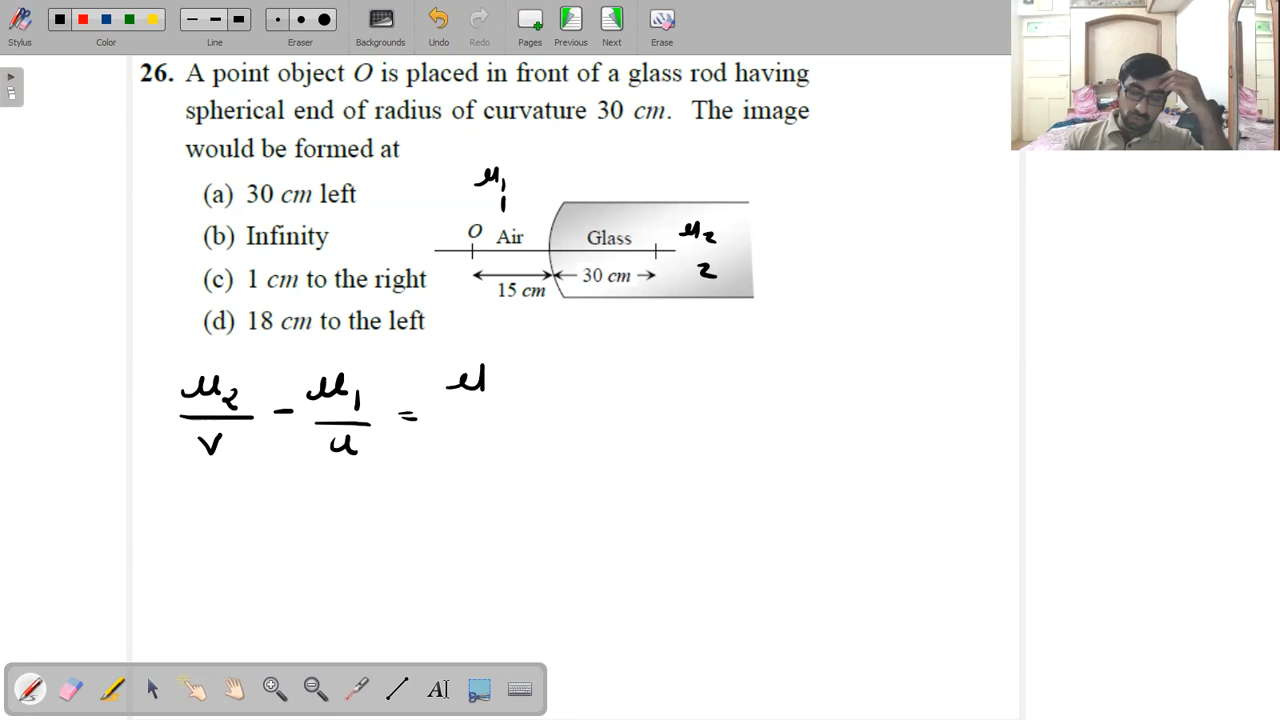 Stylus Color Line Eraser Backgrounds Undo Redo Pages Previous Next Erase
26. A point object O is placed in front of a glass rod having
spherical end of radius of curvature 30 cm. The image
would be formed at
(a) 30 cm left
(b) Infinity
(c) 1 cm to the right
(d) 18 cm to the left
μ1
1
O Air Glass μ2
15 cm 30 cm 2
μ2/v - μ1/u = μ
AI